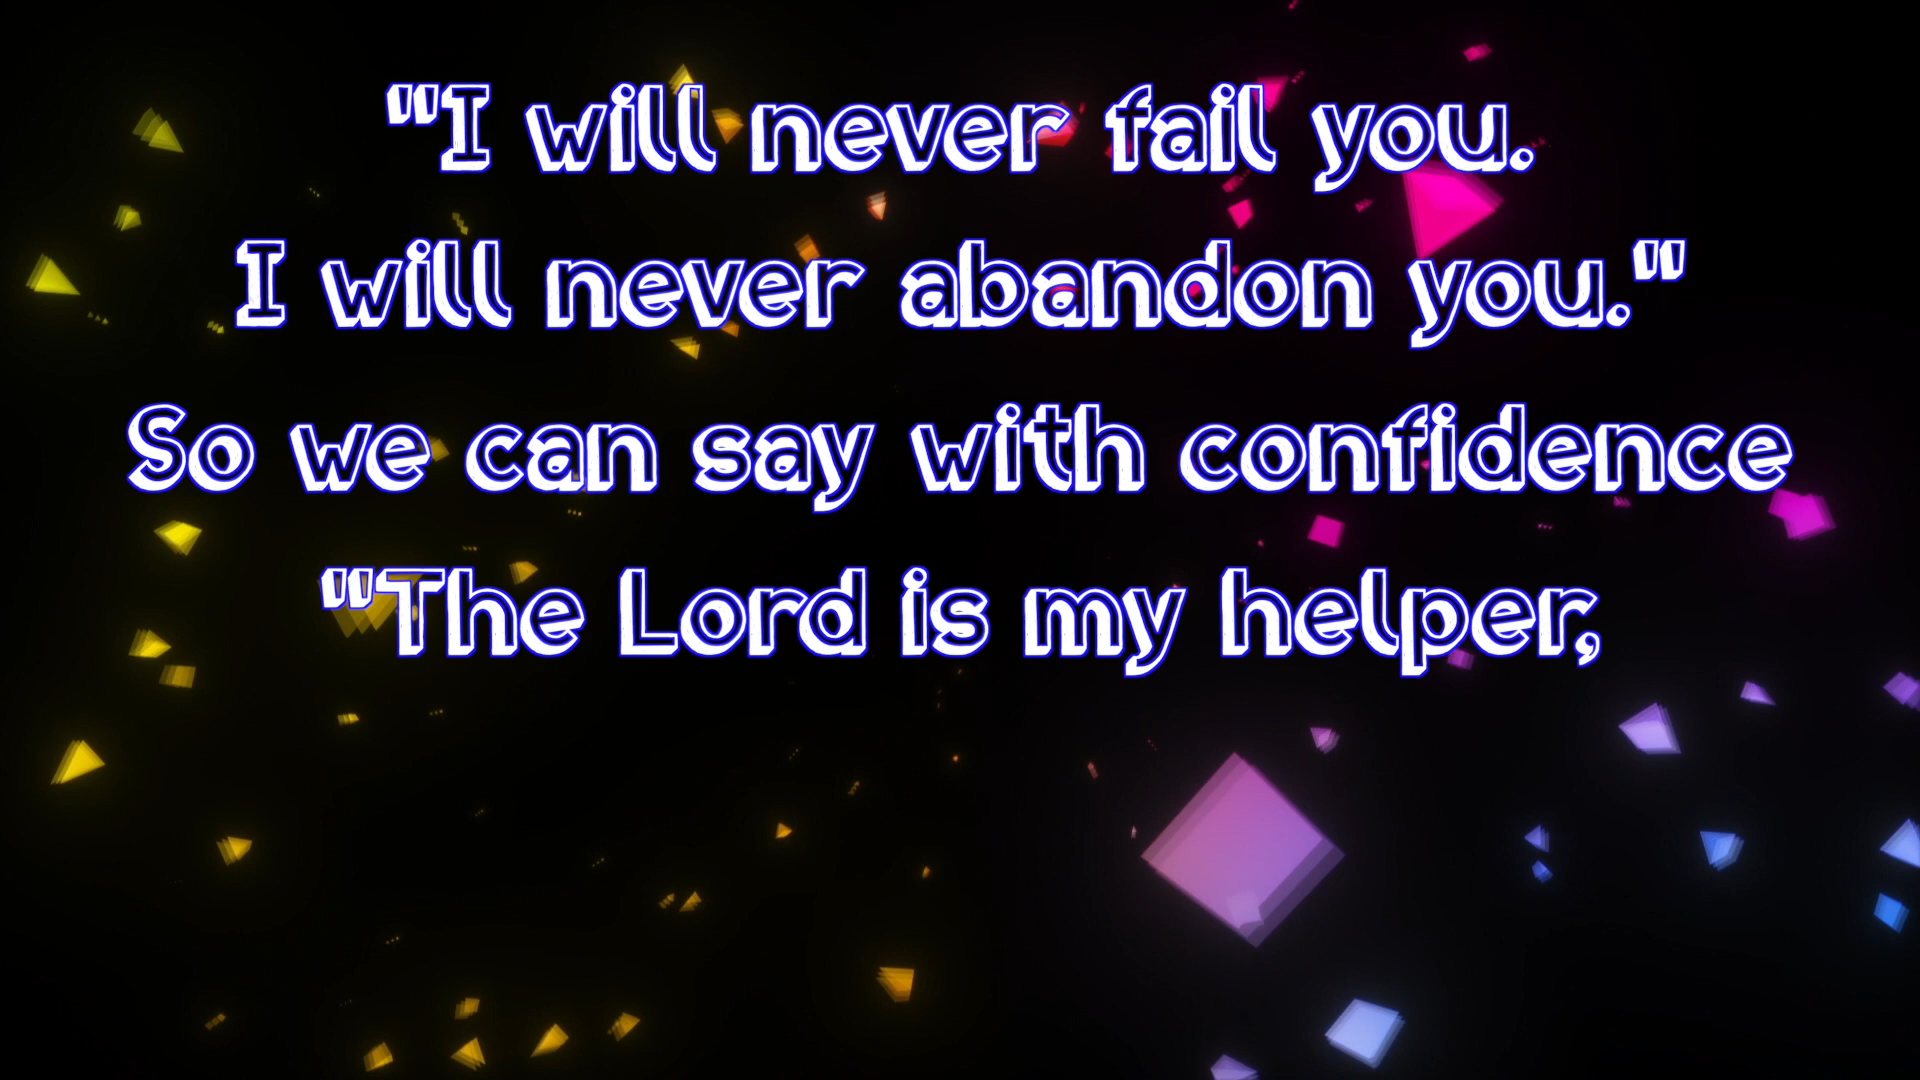 "I will never fail you.
I will never abandon you."
So we can say with confidence
"The Lord is my helper,